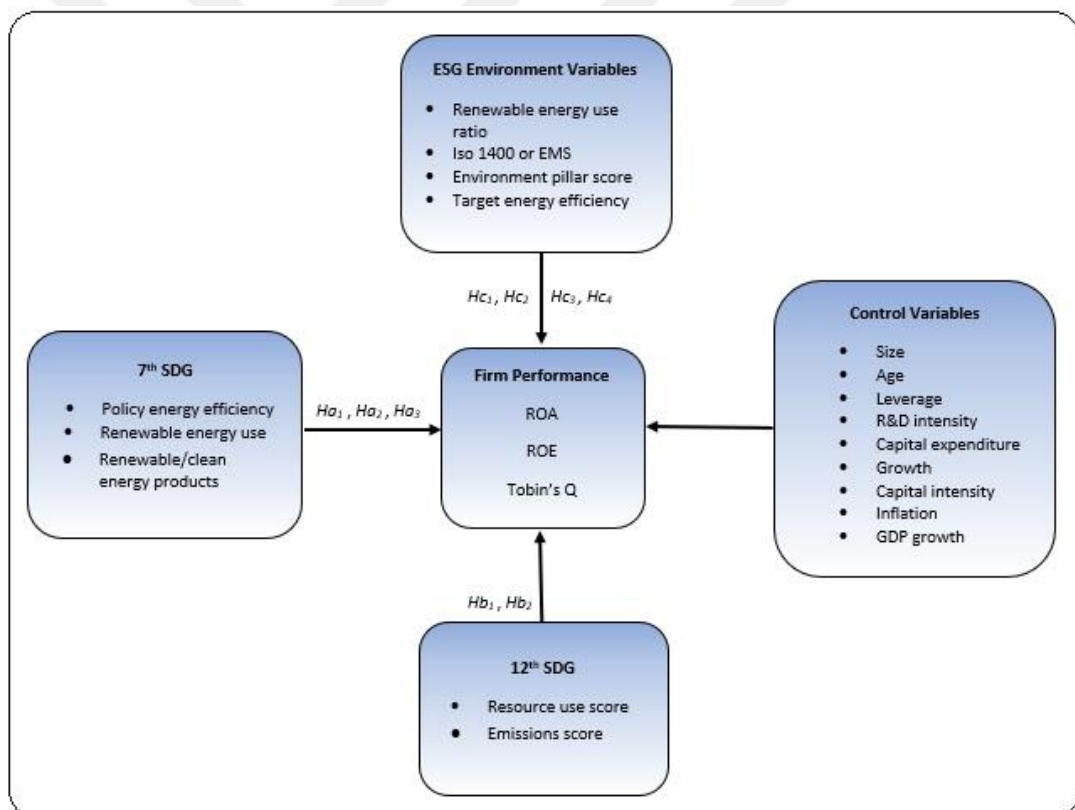 ESG Environment Variables
• Renewable energy use
ratio
• Iso 1400 or EMS
• Environment pillar score
• Target energy efficiency
Hc₁, Hc₂ Hc₃, Hc₄
7th SDG
• Policy energy efficiency
• Renewable energy use
• Renewable/clean
energy products
Ha₁ , Ha₂ , Ha₃
Firm Performance
ROA
ROE
Tobin's Q
Control Variables
• Size
• Age
• Leverage
• R&D intensity
• Capital expenditure
• Growth
• Capital intensity
• Inflation
• GDP growth
Hb₁ , Hb₂
12th SDG
• Resource use score
• Emissions score